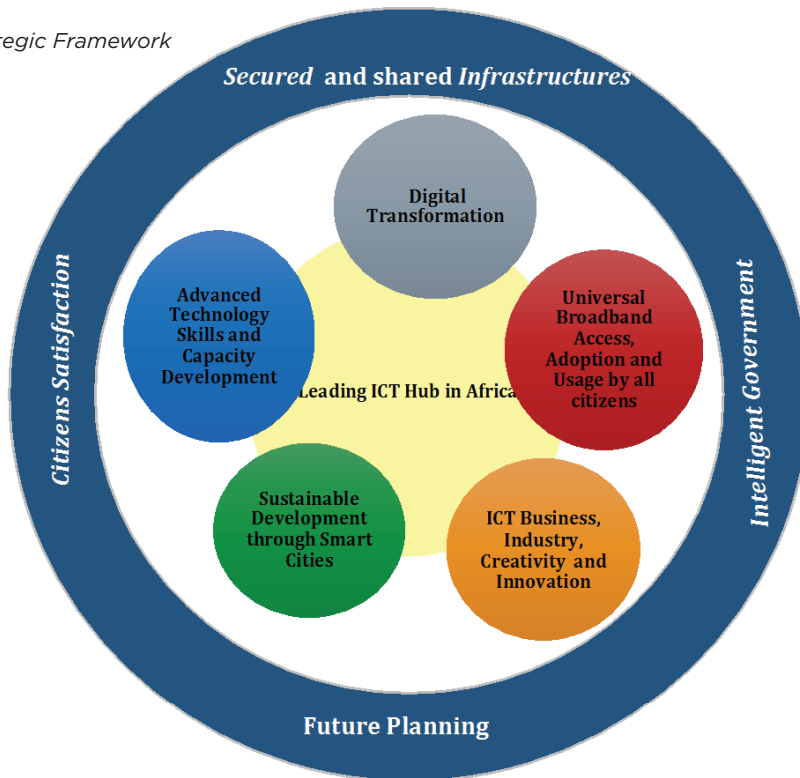 tegic Framework
Secured and shared Infrastructures
Digital
Transformation
Citizens Satisfaction
Advanced
Technology
Skills and
Capacity
Development
Universal
Broadband
Access,
Adoption and
Usage by all
citizens
Intelligent Government
Leading ICT Hub in Africa
Sustainable
Development
through Smart
Cities
ICT Business,
Industry,
Creativity and
Innovation
Future Planning